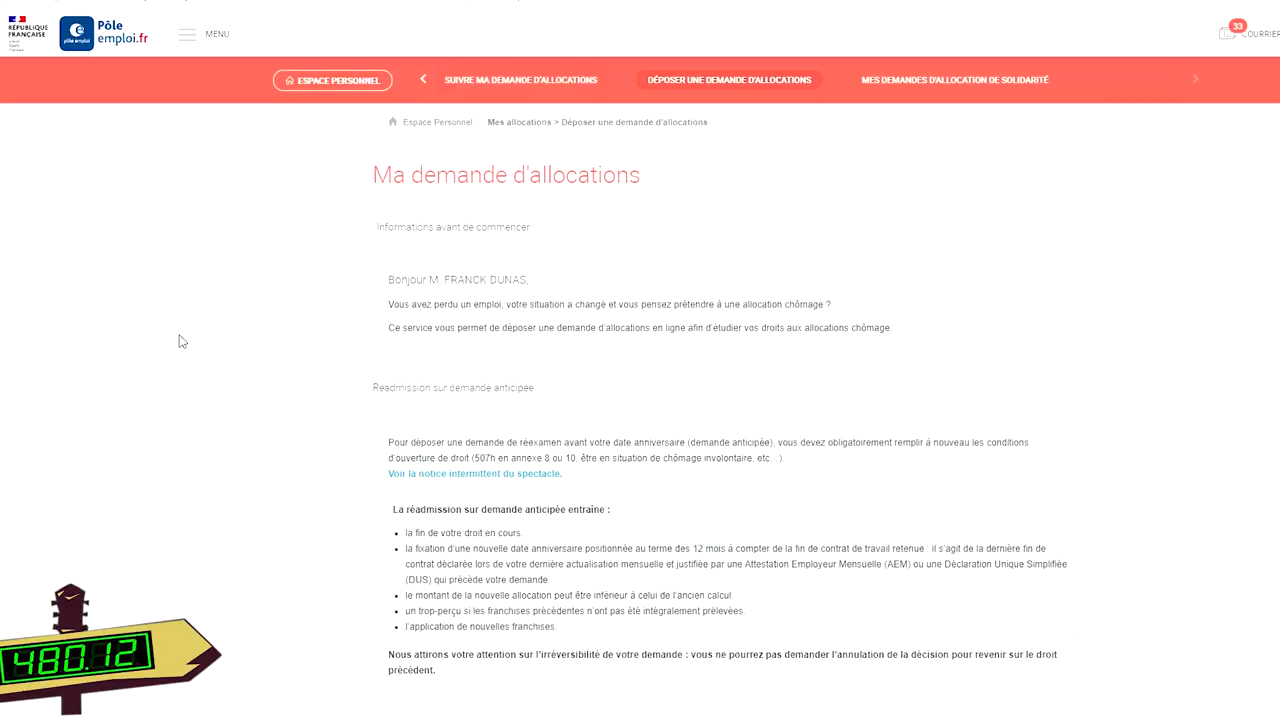 RÉPUBLIQUE
FRANÇAISE
pôle emploi
Pôle
emploi.fr
MENU
33
COURRIER
ESPACE PERSONNEL
SUIVRE MA DEMANDE D'ALLOCATIONS
DÉPOSER UNE DEMANDE D'ALLOCATIONS
MES DEMANDES D'ALLOCATION DE SOLIDARITÉ
Espace Personnel Mes allocations > Déposer une demande d'allocations
Ma demande d'allocations
Informations avant de commencer
Bonjour M. FRANCK DUNAS,
Vous avez perdu un emploi, votre situation a changé et vous pensez prétendre à une allocation chômage ?
Ce service vous permet de déposer une demande d'allocations en ligne afin d'étudier vos droits aux allocations chômage.
Réadmission sur demande anticipée
Pour déposer une demande de réexamen avant votre date anniversaire (demande anticipée), vous devez obligatoirement remplir à nouveau les conditions
d'ouverture de droit (507h en annexe 8 ou 10, être en situation de chômage involontaire, etc...)
Voir la notice intermittent du spectacle.
La réadmission sur demande anticipée entraîne :
la fin de votre droit en cours.
la fixation d'une nouvelle date anniversaire positionnée au terme des 12 mois à compter de la fin de contrat de travail retenue : il s'agit de la dernière fin de
contrat déclarée lors de votre dernière actualisation mensuelle et justifiée par une Attestation Employeur Mensuelle (AEM) ou une Déclaration Unique Simplifiée
(DUS) qui précède votre demande.
le montant de la nouvelle allocation peut être inférieur à celui de l'ancien calcul.
un trop-perçu si les franchises précédentes n'ont pas été intégralement prélevées.
l'application de nouvelles franchises.
Nous attirons votre attention sur l'irréversibilité de votre demande : vous ne pourrez pas demander l'annulation de la décision pour revenir sur le droit
précédent.
480.12